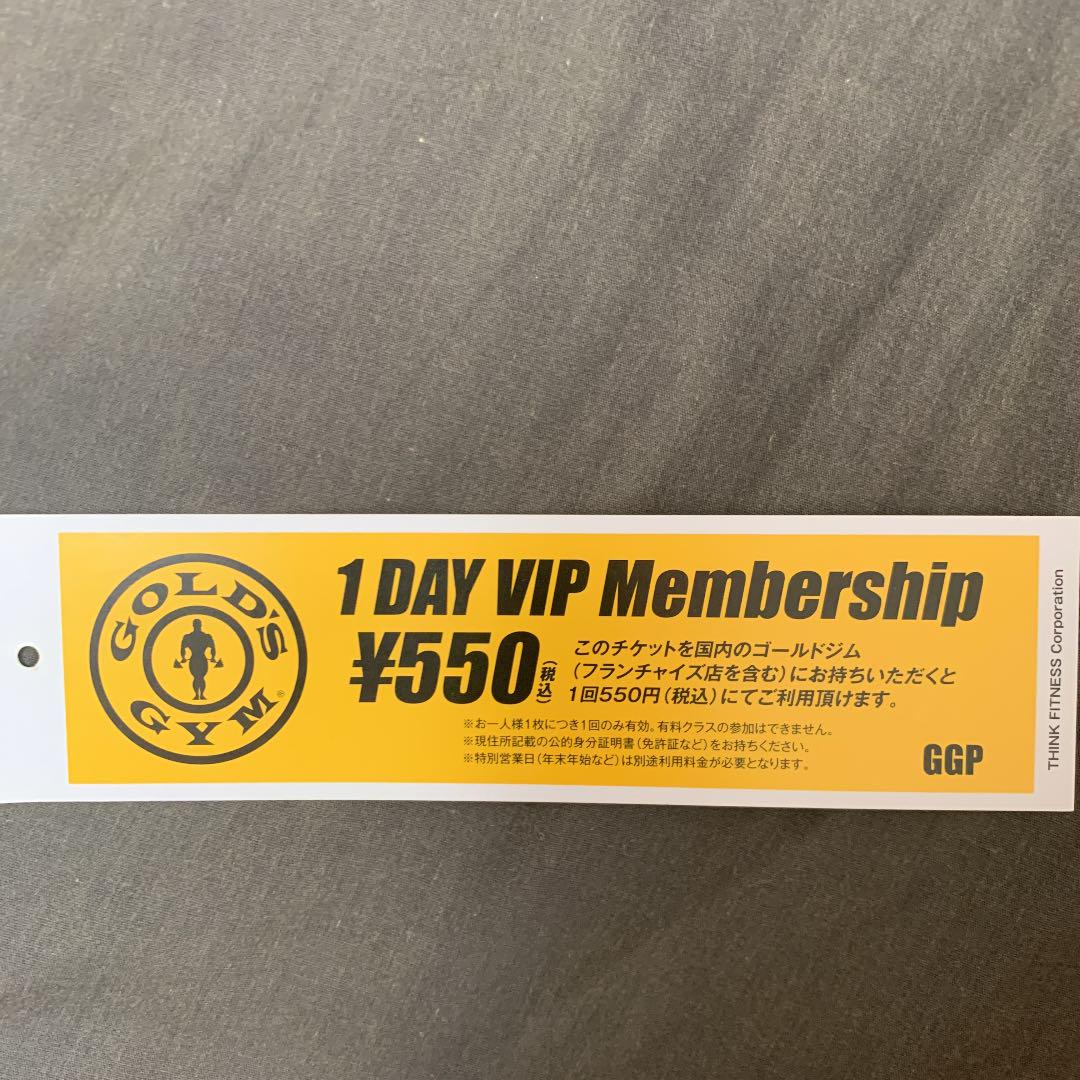 GOLD'S
GYM®
1 DAY VIP Membership
¥550(税込)
このチケットを国内のゴールドジム
(フランチャイズ店を含む)にお持ちいただくと
1回550円(税込)にてご利用頂けます。
※お一人様1枚につき1回のみ有効。有料クラスの参加はできません。
※現住所記載の公的身分証明書(免許証など)をお持ちください。
※特別営業日(年末年始など)は別途利用料金が必要となります。
GGP
THINK FITNESS Corporation